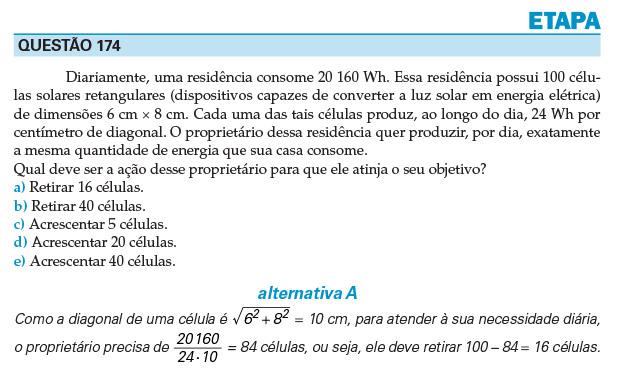 ETAPA
QUESTÃO 174
Diariamente, uma residência consome 20 160 Wh. Essa residência possui 100 célu-
las solares retangulares (dispositivos capazes de converter a luz solar em energia elétrica)
de dimensões 6 cm × 8 cm. Cada uma das tais células produz, ao longo do dia, 24 Wh por
centímetro de diagonal. O proprietário dessa residência quer produzir, por dia, exatamente
a mesma quantidade de energia que sua casa consome.
Qual deve ser a ação desse proprietário para que ele atinja o seu objetivo?
a) Retirar 16 células.
b) Retirar 40 células.
c) Acrescentar 5 células.
d) Acrescentar 20 células.
e) Acrescentar 40 células.
alternativa A
Como a diagonal de uma célula é √(6² + 8²) = 10 cm, para atender à sua necessidade diária,
o proprietário precisa de 20 160 / 24 · 10 = 84 células, ou seja, ele deve retirar 100 – 84 = 16 células.